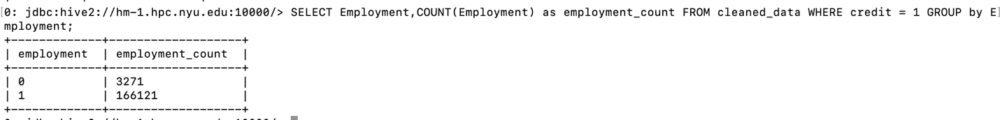 [0: jdbc:hive2://hm-1.hpc.nyu.edu:10000/> SELECT Employment,COUNT(Employment) as employment_count FROM cleaned_data WHERE credit = 1 GROUP by E]
mployment;
+-------------+-------------------+
| employment  | employment_count  |
+-------------+-------------------+
| 0           | 3271              |
| 1           | 166121            |
+-------------+-------------------+